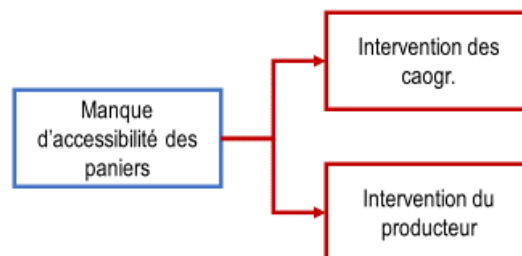 Intervention des
caogr.
Manque
d'accessibilité des
paniers
Intervention du
producteur